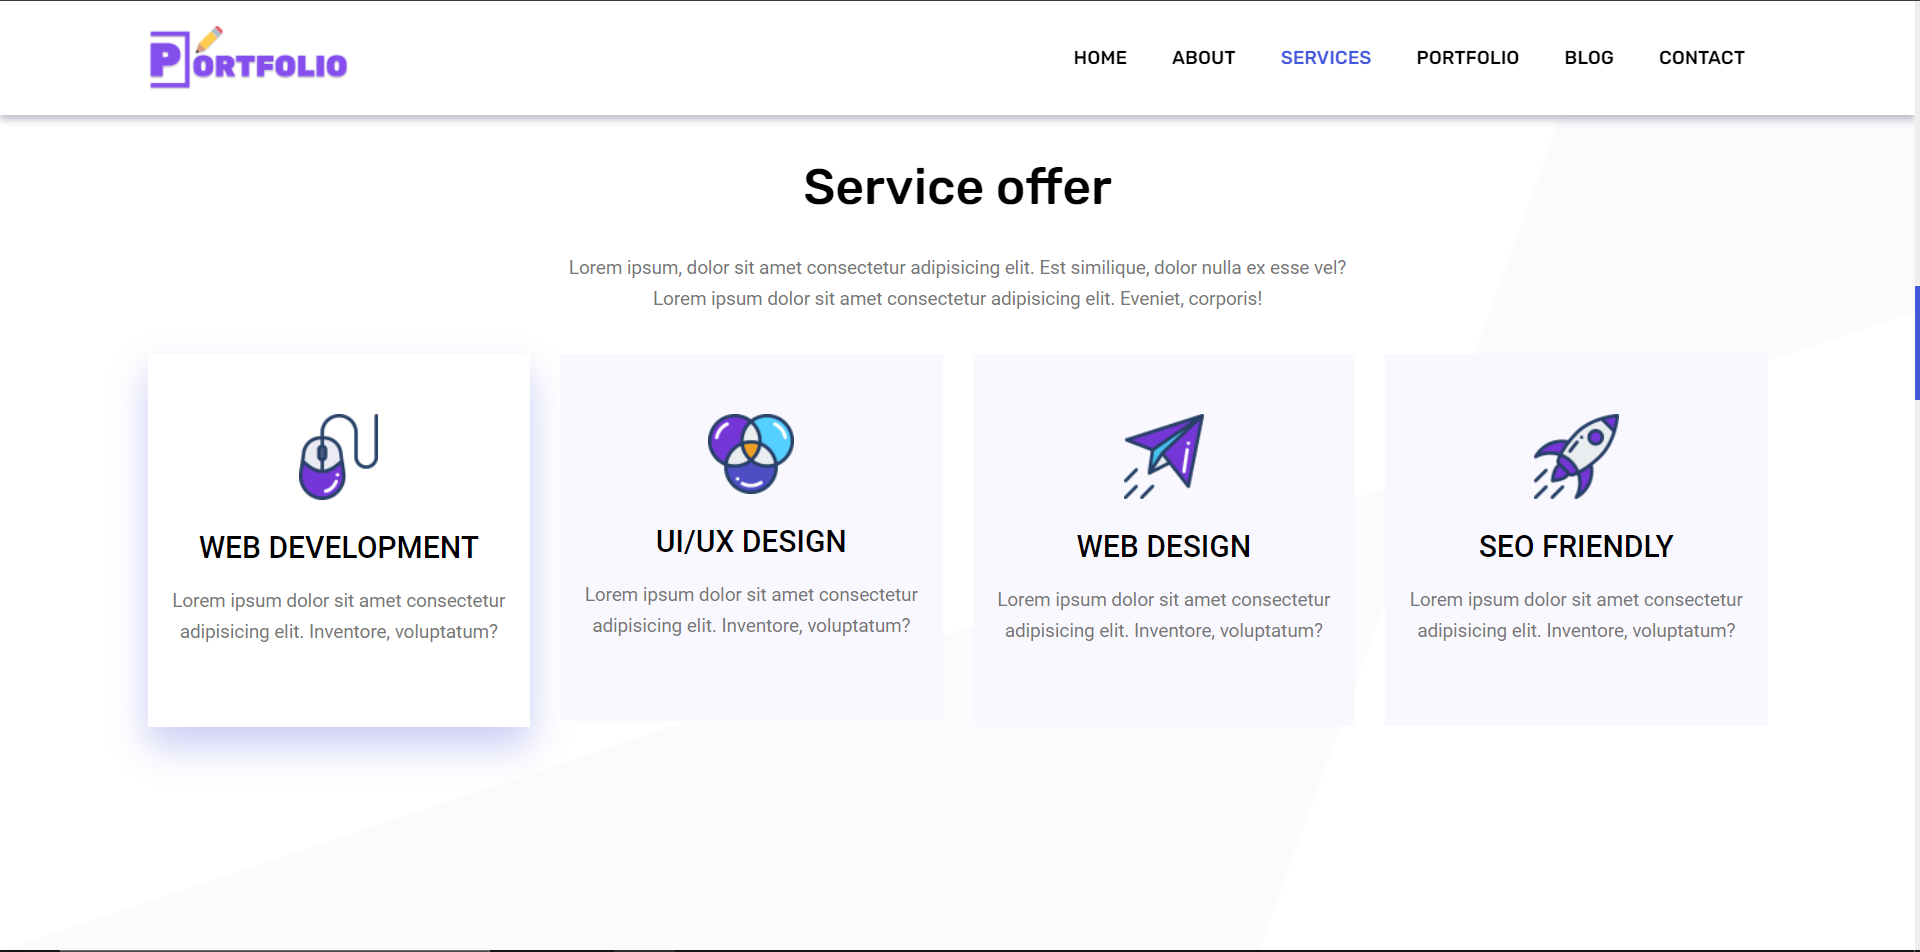 PORTFOLIO
HOME ABOUT SERVICES PORTFOLIO BLOG CONTACT
Service offer
Lorem ipsum, dolor sit amet consectetur adipisicing elit. Est similique, dolor nulla ex esse vel?
Lorem ipsum dolor sit amet consectetur adipisicing elit. Eveniet, corporis!
WEB DEVELOPMENT
Lorem ipsum dolor sit amet consectetur
adipisicing elit. Inventore, voluptatum?
UI/UX DESIGN
Lorem ipsum dolor sit amet consectetur
adipisicing elit. Inventore, voluptatum?
WEB DESIGN
Lorem ipsum dolor sit amet consectetur
adipisicing elit. Inventore, voluptatum?
SEO FRIENDLY
Lorem ipsum dolor sit amet consectetur
adipisicing elit. Inventore, voluptatum?